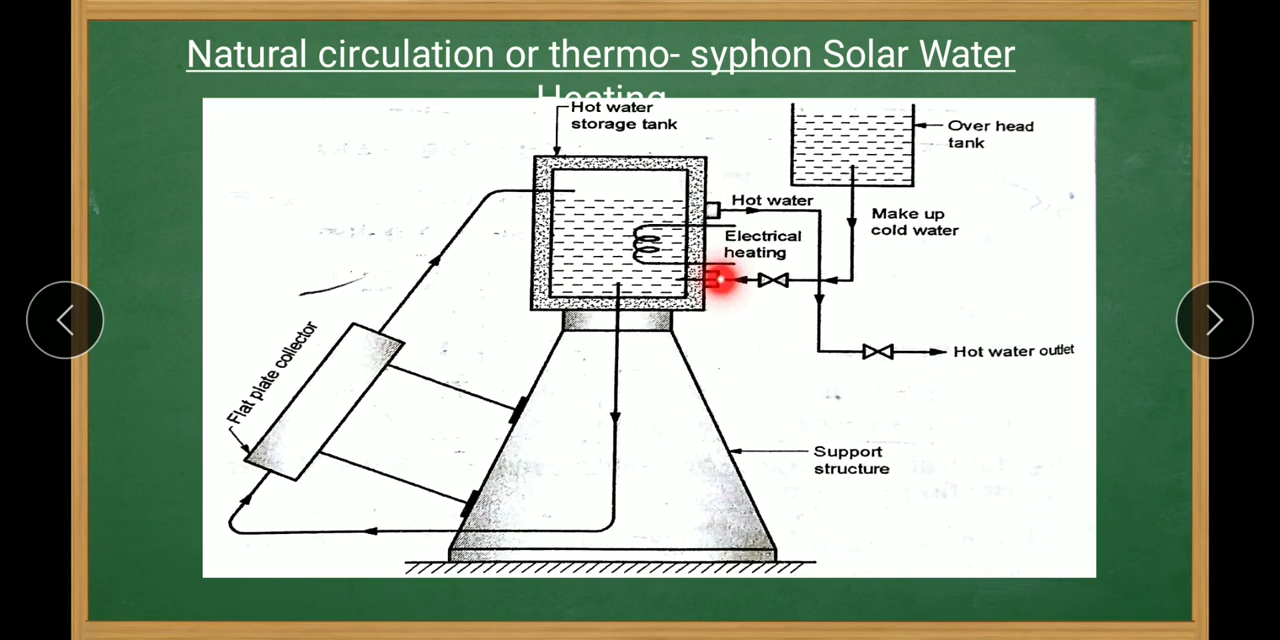 Natural circulation or thermo- syphon Solar Water
Heating
Hot water
storage tank
Over head
tank
Hot water
Make up
cold water
Electrical
heating
Hot water outlet
Flat plate collector
Support
structure